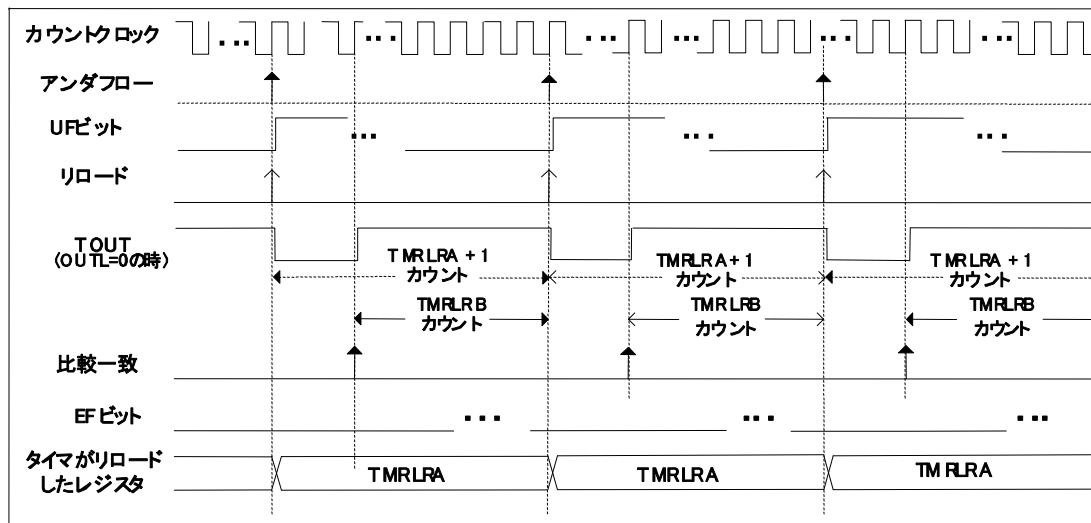 カウントクロック
アンダフロー
UFビット
リロード
TOUT
(OUTL=0の時)
TMRLRA + 1
カウント
TMRLRA + 1
カウント
TMRLRA + 1
カウント
TMRLRB
カウント
TMRLRB
カウント
TMRLRB
カウント
比較一致
EFビット
タイマがリロード
したレジスタ
TMRLRA
TMRLRA
TMRLRA